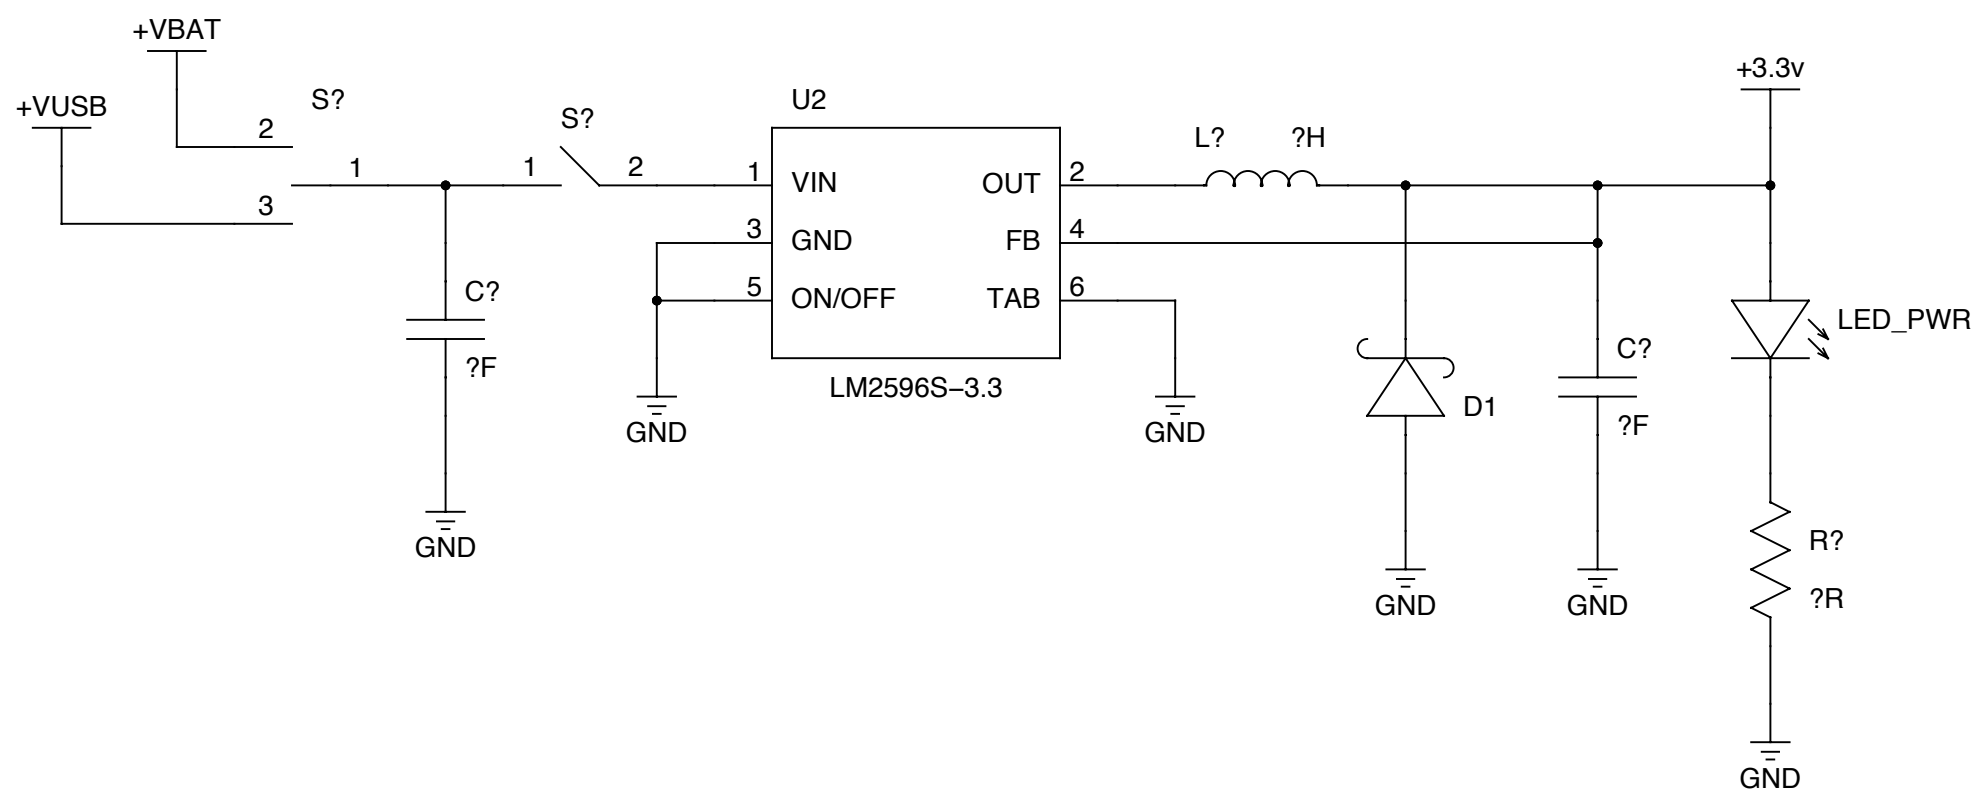 +VBAT
+VUSB
S?
2
1
3
C?
?F
GND
S?
1
2
U2
1
VIN
OUT
2
3
GND
FB
4
5
ON/OFF
TAB
6
LM2596S–3.3
GND
GND
L?
?H
D1
GND
C?
?F
GND
+3.3v
LED_PWR
R?
?R
GND